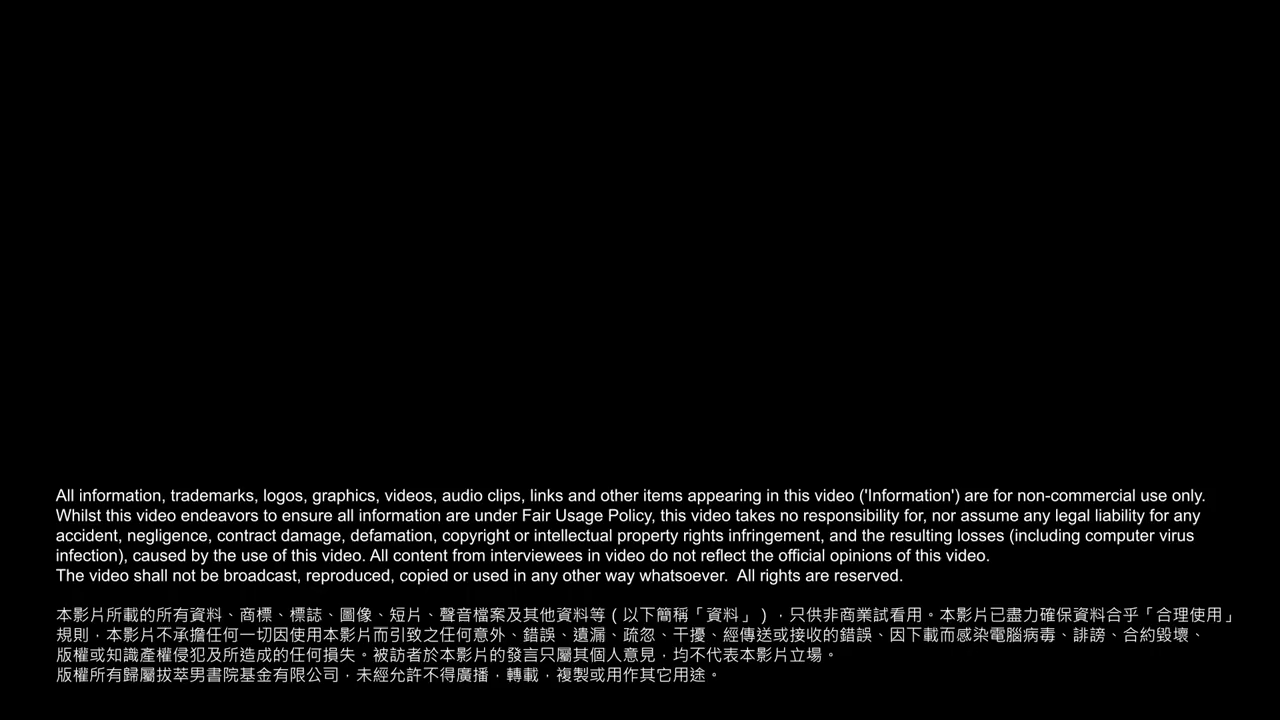 All information, trademarks, logos, graphics, videos, audio clips, links and other items appearing in this video ('Information') are for non-commercial use only.
Whilst this video endeavors to ensure all information are under Fair Usage Policy, this video takes no responsibility for, nor assume any legal liability for any
accident, negligence, contract damage, defamation, copyright or intellectual property rights infringement, and the resulting losses (including computer virus
infection), caused by the use of this video. All content from interviewees in video do not reflect the official opinions of this video.
The video shall not be broadcast, reproduced, copied or used in any other way whatsoever.  All rights are reserved.
本影片所載的所有資料、商標、標誌、圖像、短片、聲音檔案及其他資料等（以下簡稱「資料」），只供非商業試看用。本影片已盡力確保資料合乎「合理使用」
規則，本影片不承擔任何一切因使用本影片而引致之任何意外、錯誤、遺漏、疏忽、干擾、經傳送或接收的錯誤、因下載而感染電腦病毒、誹謗、合約毀壞、
版權或知識產權侵犯及所造成的任何損失。被訪者於本影片的發言只屬其個人意見，均不代表本影片立場。
版權所有歸屬拔萃男書院基金有限公司，未經允許不得廣播，轉載，複製或用作其它用途。